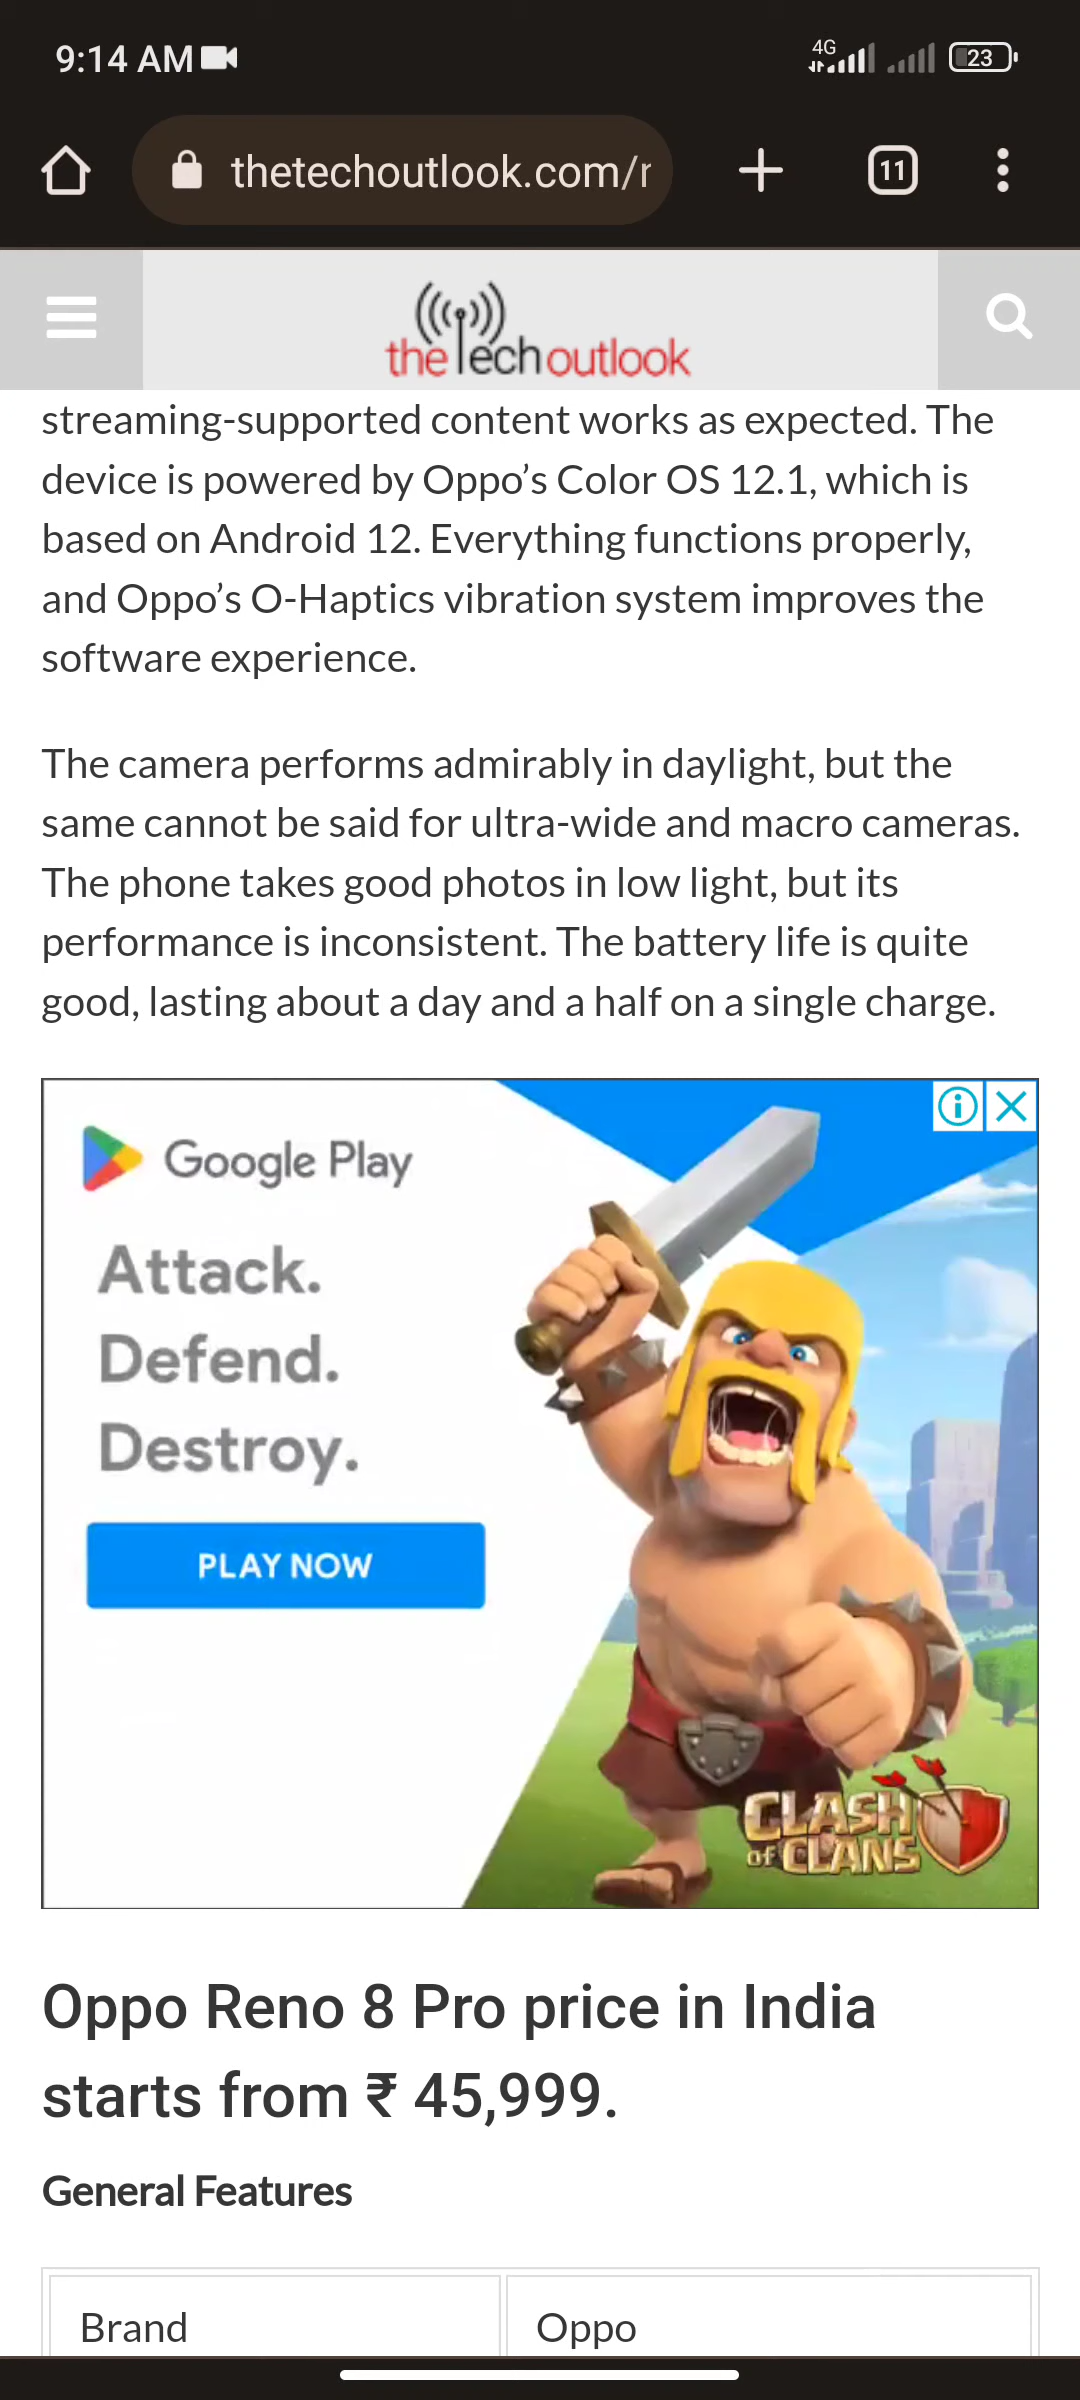 9:14 AM
4G
23
thetechoutlook.com/r
11
theTechoutlook
streaming-supported content works as expected. The
device is powered by Oppo’s Color OS 12.1, which is
based on Android 12. Everything functions properly,
and Oppo’s O-Haptics vibration system improves the
software experience.
The camera performs admirably in daylight, but the
same cannot be said for ultra-wide and macro cameras.
The phone takes good photos in low light, but its
performance is inconsistent. The battery life is quite
good, lasting about a day and a half on a single charge.
Google Play
Attack.
Defend.
Destroy.
PLAY NOW
CLASH
OF CLANS
Oppo Reno 8 Pro price in India
starts from ₹ 45,999.
General Features
Brand Oppo